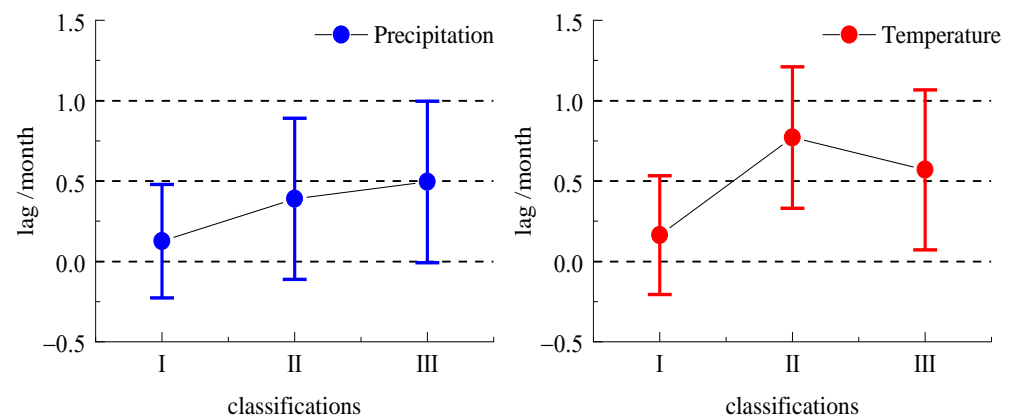 Precipitation
1.5
1.0
0.5
0.0
−0.5
lag /month
I II III
classifications
Temperature
1.5
1.0
0.5
0.0
−0.5
lag /month
I II III
classifications